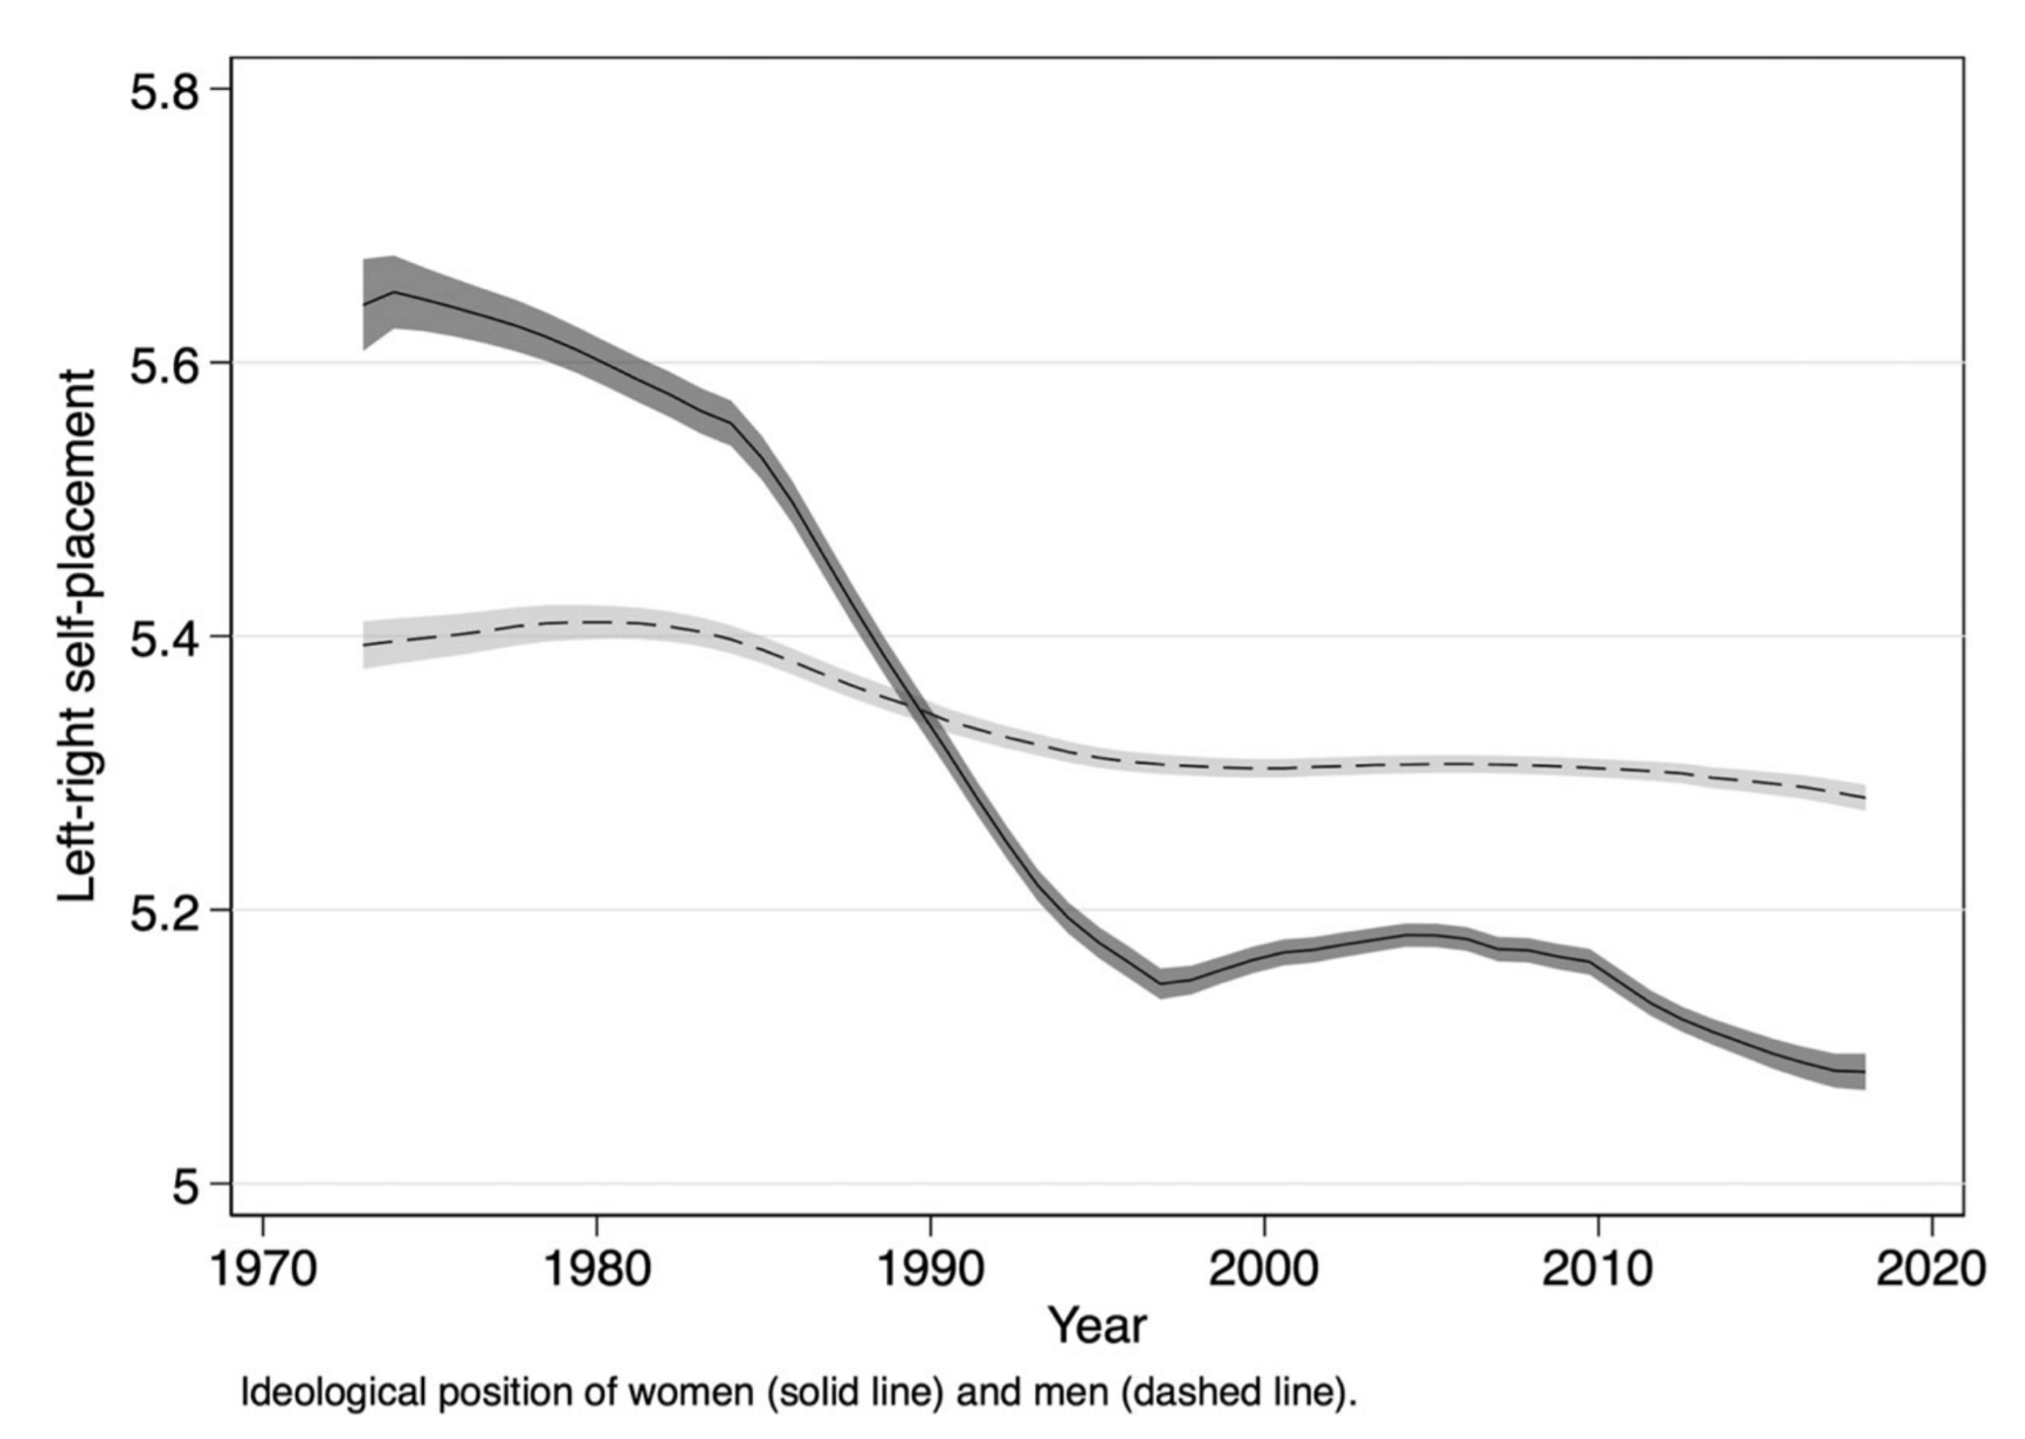 5.8
5.6
5.4
5.2
5
Left-right self-placement
1970 1980 1990 2000 2010 2020
Year
Ideological position of women (solid line) and men (dashed line).